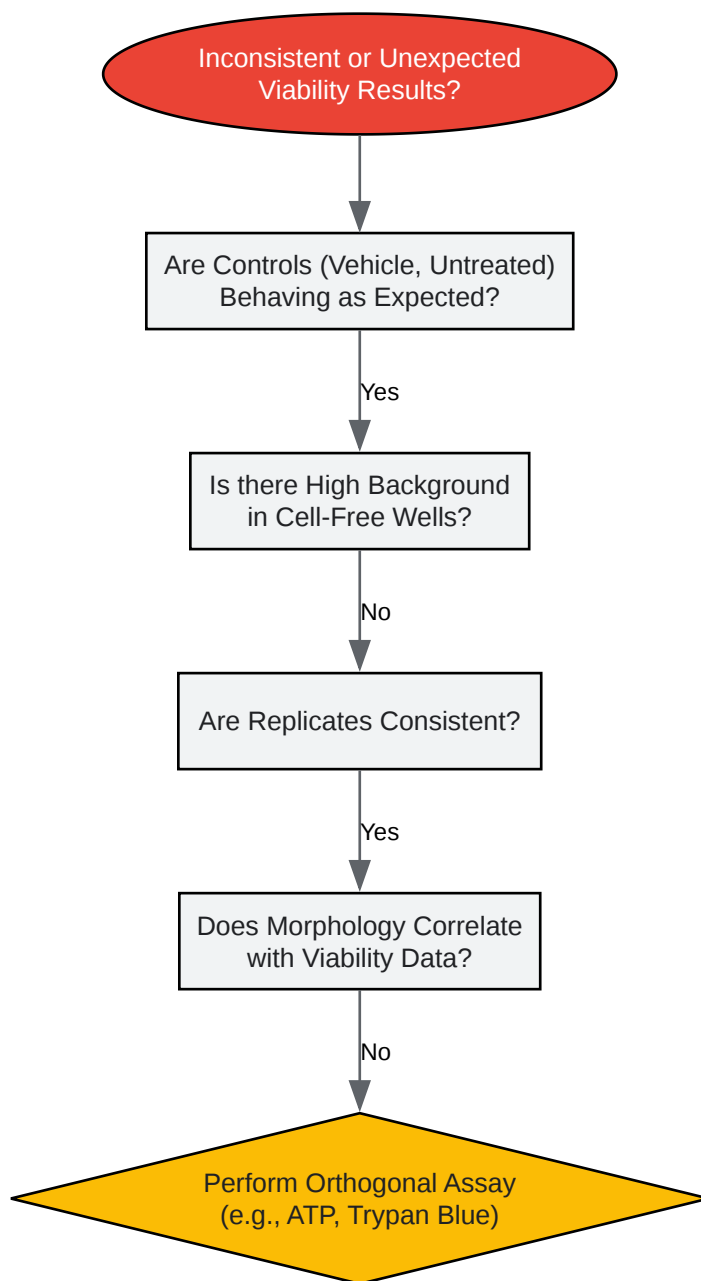 Inconsistent or Unexpected
Viability Results?
Are Controls (Vehicle, Untreated)
Behaving as Expected?
Yes
Is there High Background
in Cell-Free Wells?
No
Are Replicates Consistent?
Yes
Does Morphology Correlate
with Viability Data?
No
Perform Orthogonal Assay
(e.g., ATP, Trypan Blue)